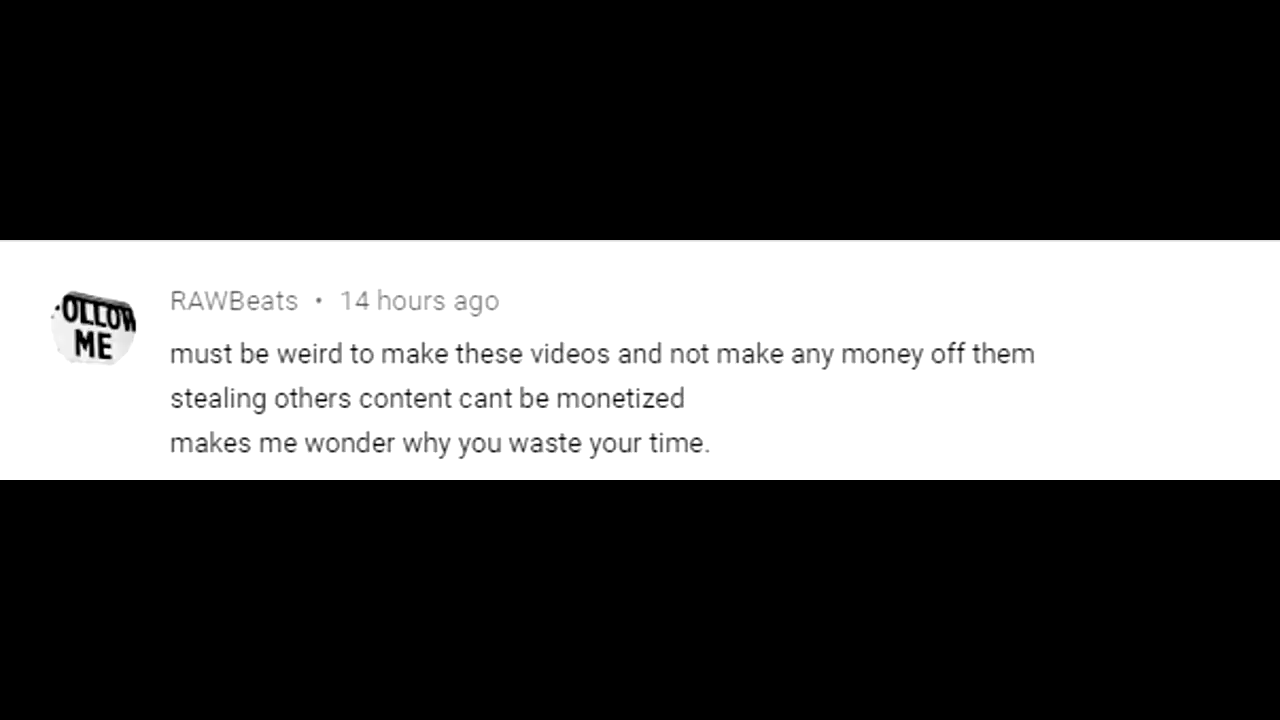 OLLOW
ME
RAWBeats • 14 hours ago
must be weird to make these videos and not make any money off them
stealing others content cant be monetized
makes me wonder why you waste your time.